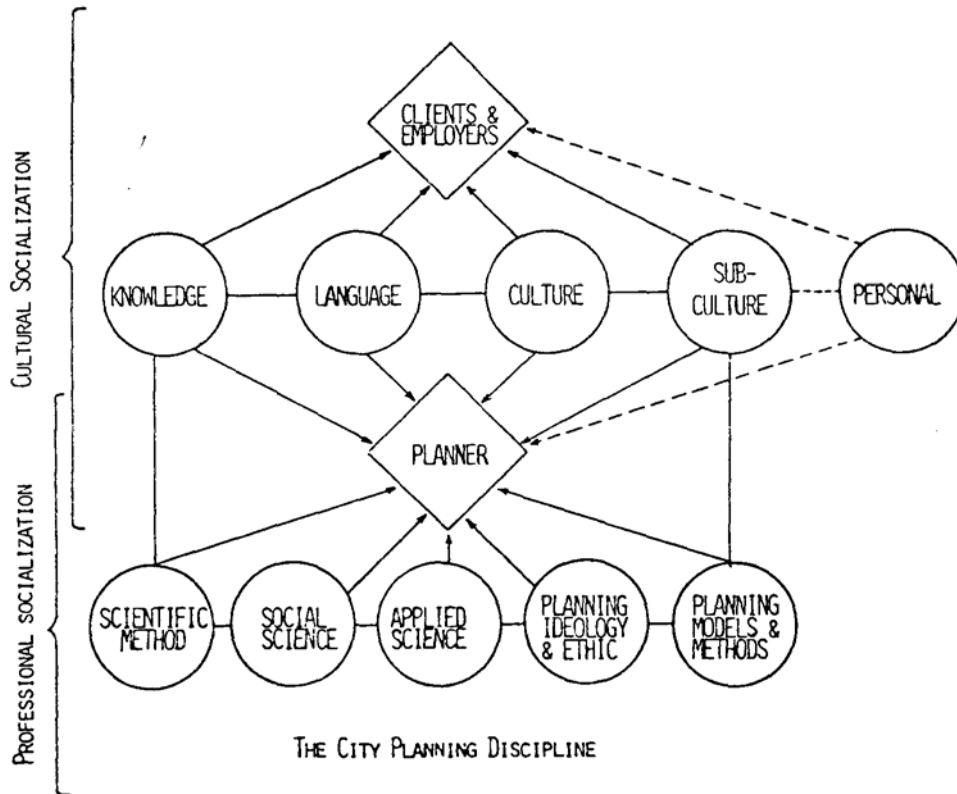 CLIENTS &
EMPLOYERS
CULTURAL SOCIALIZATION
KNOWLEDGE
LANGUAGE
CULTURE
SUB-
CULTURE
PERSONAL
PLANNER
PROFESSIONAL SOCIALIZATION
SCIENTIFIC
METHOD
SOCIAL
SCIENCE
APPLIED
SCIENCE
PLANNING
IDEOLOGY
& ETHIC
PLANNING
MODELS &
METHODS
THE CITY PLANNING DISCIPLINE